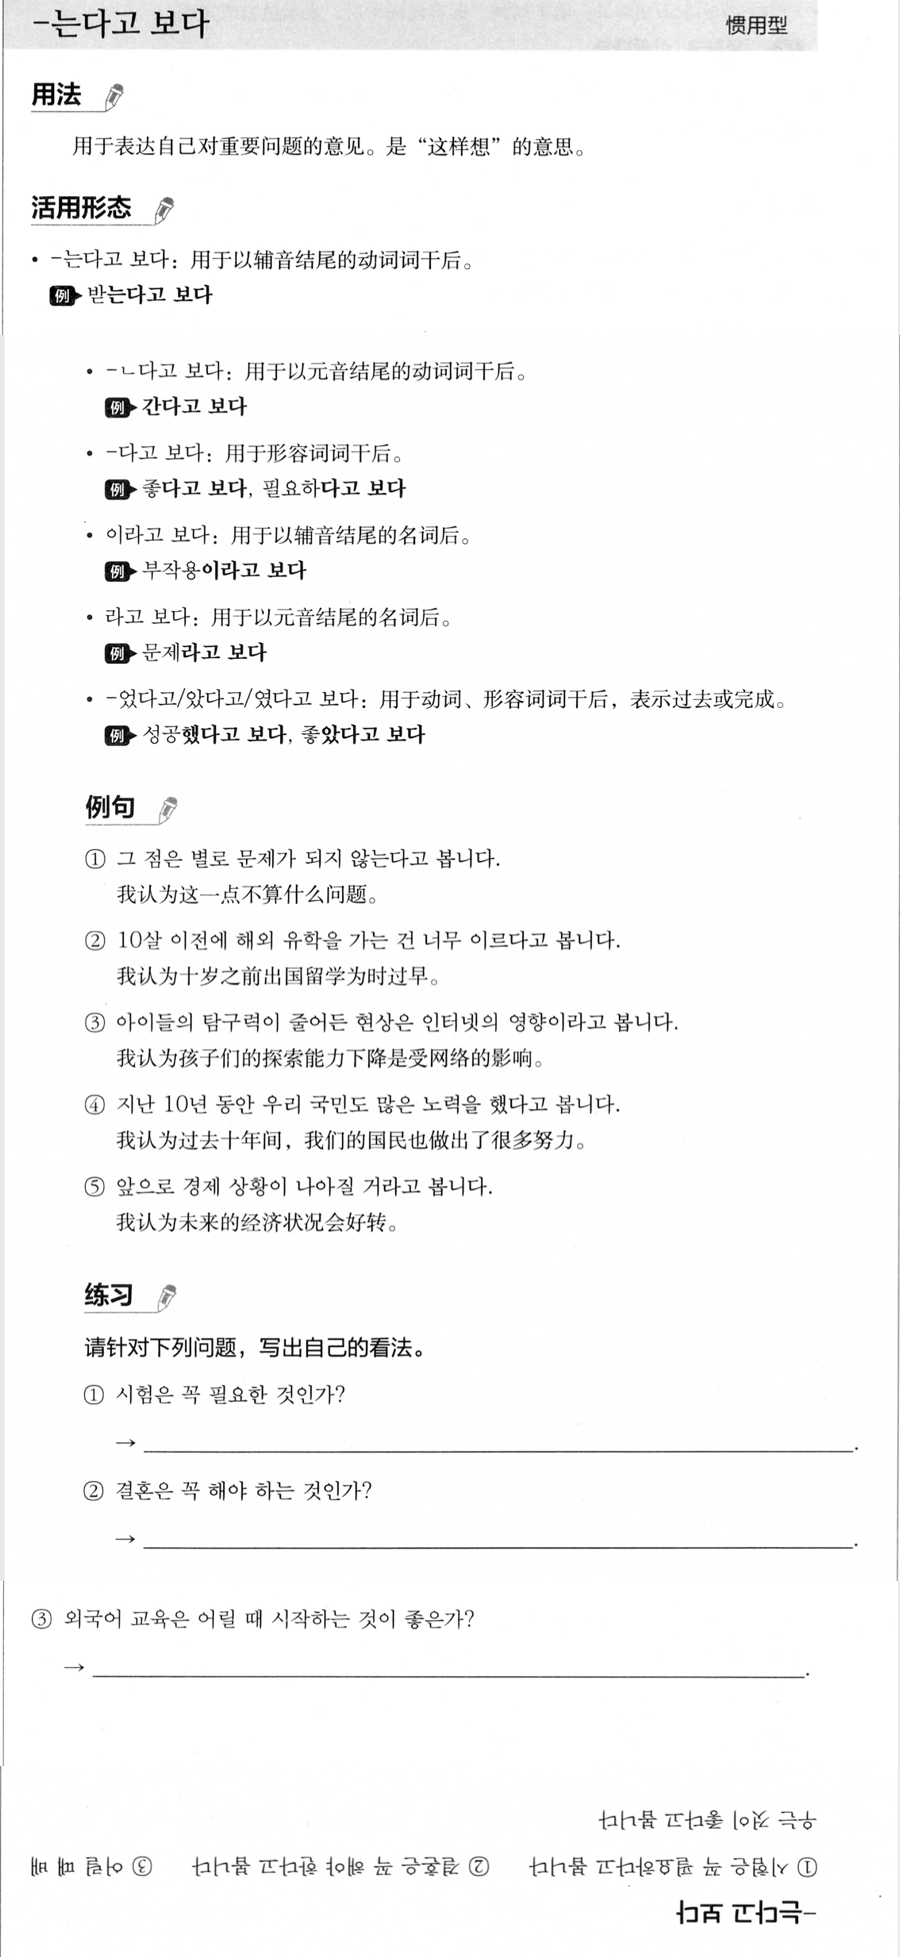 -는다고 보다
惯用型
用法
用于表达自己对重要问题的意见。是“这样想”的意思。
活用形态
• -는다고 보다：用于以辅音结尾的动词词干后。
例 받는다고 보다
• -ㄴ다고 보다：用于以元音结尾的动词词干后。
例 간다고 보다
• -다고 보다：用于形容词词干后。
例 좋다고 보다, 필요하다고 보다
• 이라고 보다：用于以辅音结尾的名词后。
例 부작용이라고 보다
• 라고 보다：用于以元音结尾的名词后。
例 문제라고 보다
• -었다고/았다고/였다고 보다：用于动词、形容词词干后，表示过去或完成。
例 성공했다고 보다, 좋았다고 보다
例句
① 그 점은 별로 문제가 되지 않는다고 봅니다.
我认为这一点不算什么问题。
② 10살 이전에 해외 유학을 가는 건 너무 이르다고 봅니다.
我认为十岁之前出国留学为时过早。
③ 아이들의 탐구력이 줄어든 현상은 인터넷의 영향이라고 봅니다.
我认为孩子们的探索能力下降是受网络的影响。
④ 지난 10년 동안 우리 국민도 많은 노력을 했다고 봅니다.
我认为过去十年间，我们的国民也做出了很多努力。
⑤ 앞으로 경제 상황이 나아질 거라고 봅니다.
我认为未来的经济状况会好转。
练习
请针对下列问题，写出自己的看法。
① 시험은 꼭 필요한 것인가?
→ .
② 결혼은 꼭 해야 하는 것인가?
→ .
③ 외국어 교육은 어릴 때 시작하는 것이 좋은가?
→ .
-는다고 보다
① 시험은 꼭 필요하다고 봅니다 ② 결혼은 꼭 해야 한다고 봅니다 ③ 어릴 때 배
우는 것이 좋다고 봅니다